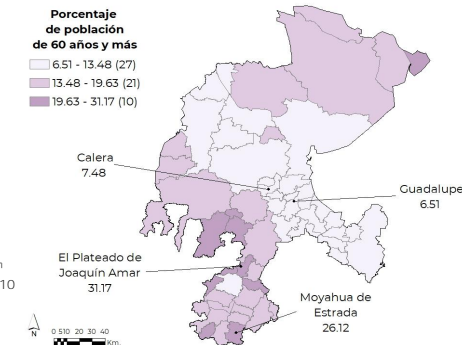 Porcentaje
de población
de 60 años y más
6.51 - 13.48 (27)
13.48 - 19.63 (21)
19.63 - 31.17 (10)
Calera
7.48
Guadalupe
6.51
El Plateado de
Joaquín Amar
31.17
10
Moyahua de
Estrada
26.12
N
0 5 10 20 30 40
Km.